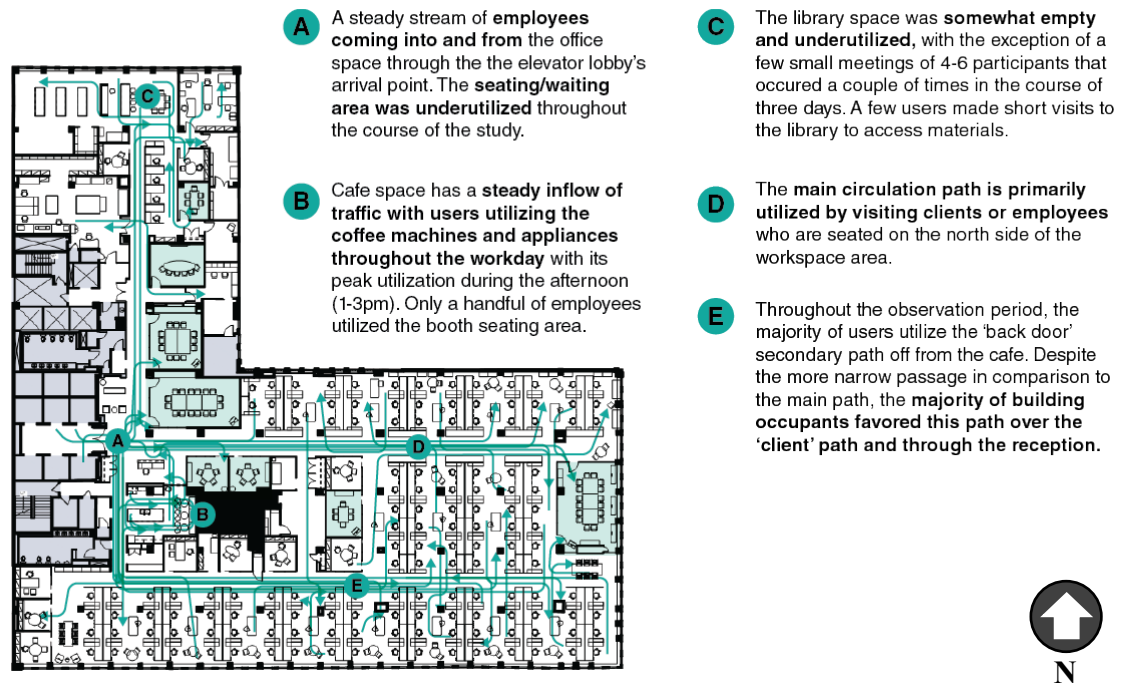 A
A steady stream of employees
coming into and from the office
space through the the elevator lobby's
arrival point. The seating/waiting
area was underutilized throughout
the course of the study.
B
Cafe space has a steady inflow of
traffic with users utilizing the
coffee machines and appliances
throughout the workday with its
peak utilization during the afternoon
(1-3pm). Only a handful of employees
utilized the booth seating area.
C
The library space was somewhat empty
and underutilized, with the exception of a
few small meetings of 4-6 participants that
occured a couple of times in the course of
three days. A few users made short visits to
the library to access materials.
D
The main circulation path is primarily
utilized by visiting clients or employees
who are seated on the north side of the
workspace area.
E
Throughout the observation period, the
majority of users utilize the 'back door'
secondary path off from the cafe. Despite
the more narrow passage in comparison to
the main path, the majority of building
occupants favored this path over the
'client' path and through the reception.
C
A
D
B
E
N